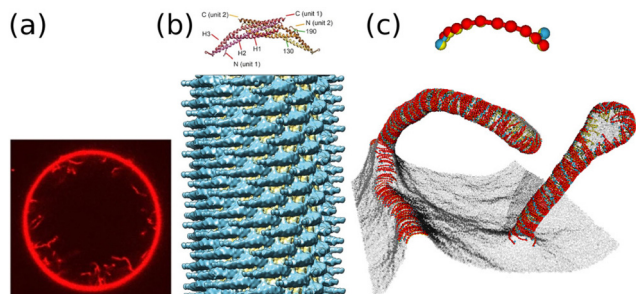 (a)
(b)
(c)
C (unit 2)
C (unit 1)
N (unit 2)
190
H3
H2
H1
130
N (unit 1)